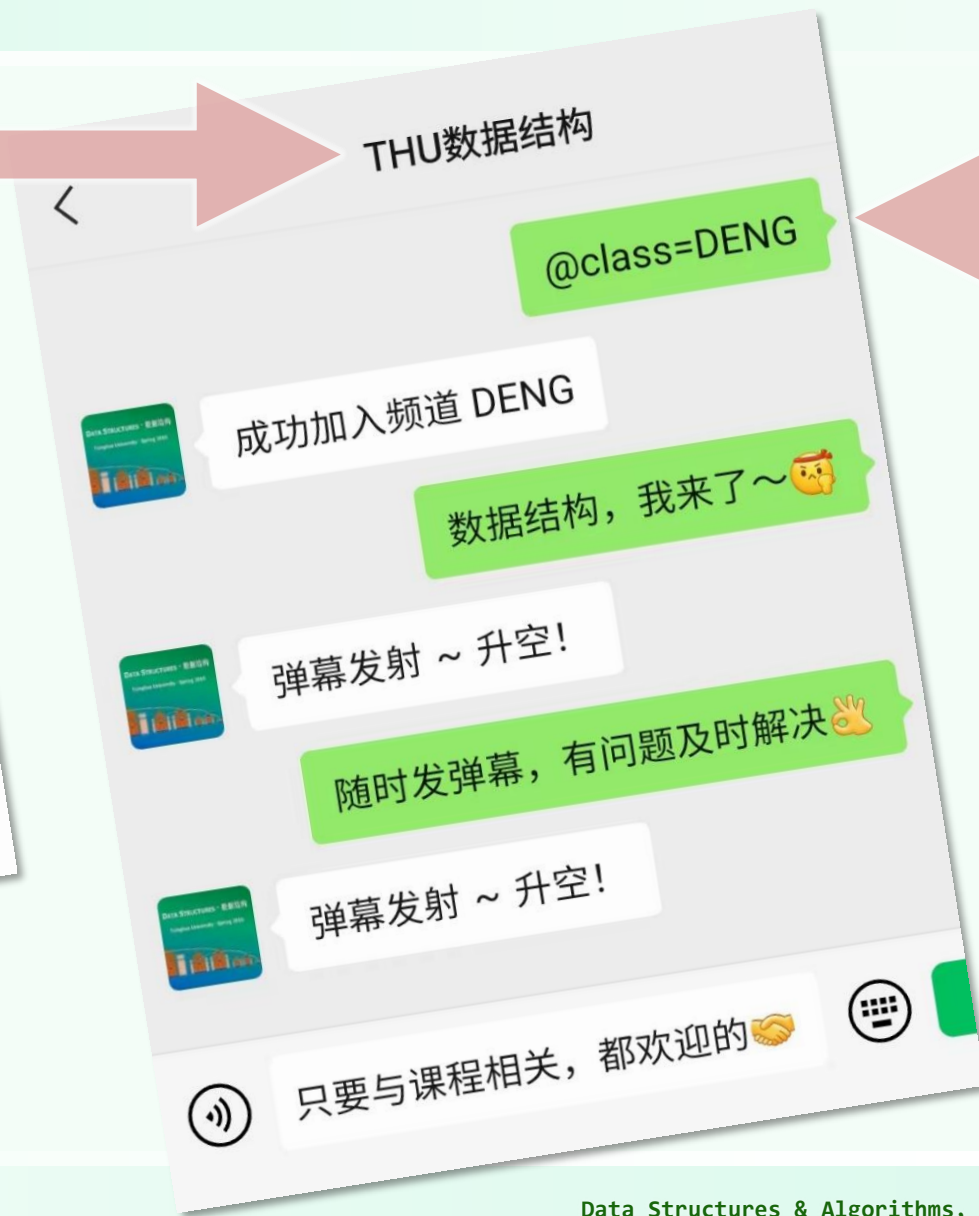 THU数据结构
@class=DENG
成功加入频道 DENG
数据结构，我来了～
弹幕发射 ~ 升空！
随时发弹幕，有问题及时解决
弹幕发射 ~ 升空！
只要与课程相关，都欢迎的
Data Structures & Algorithms,